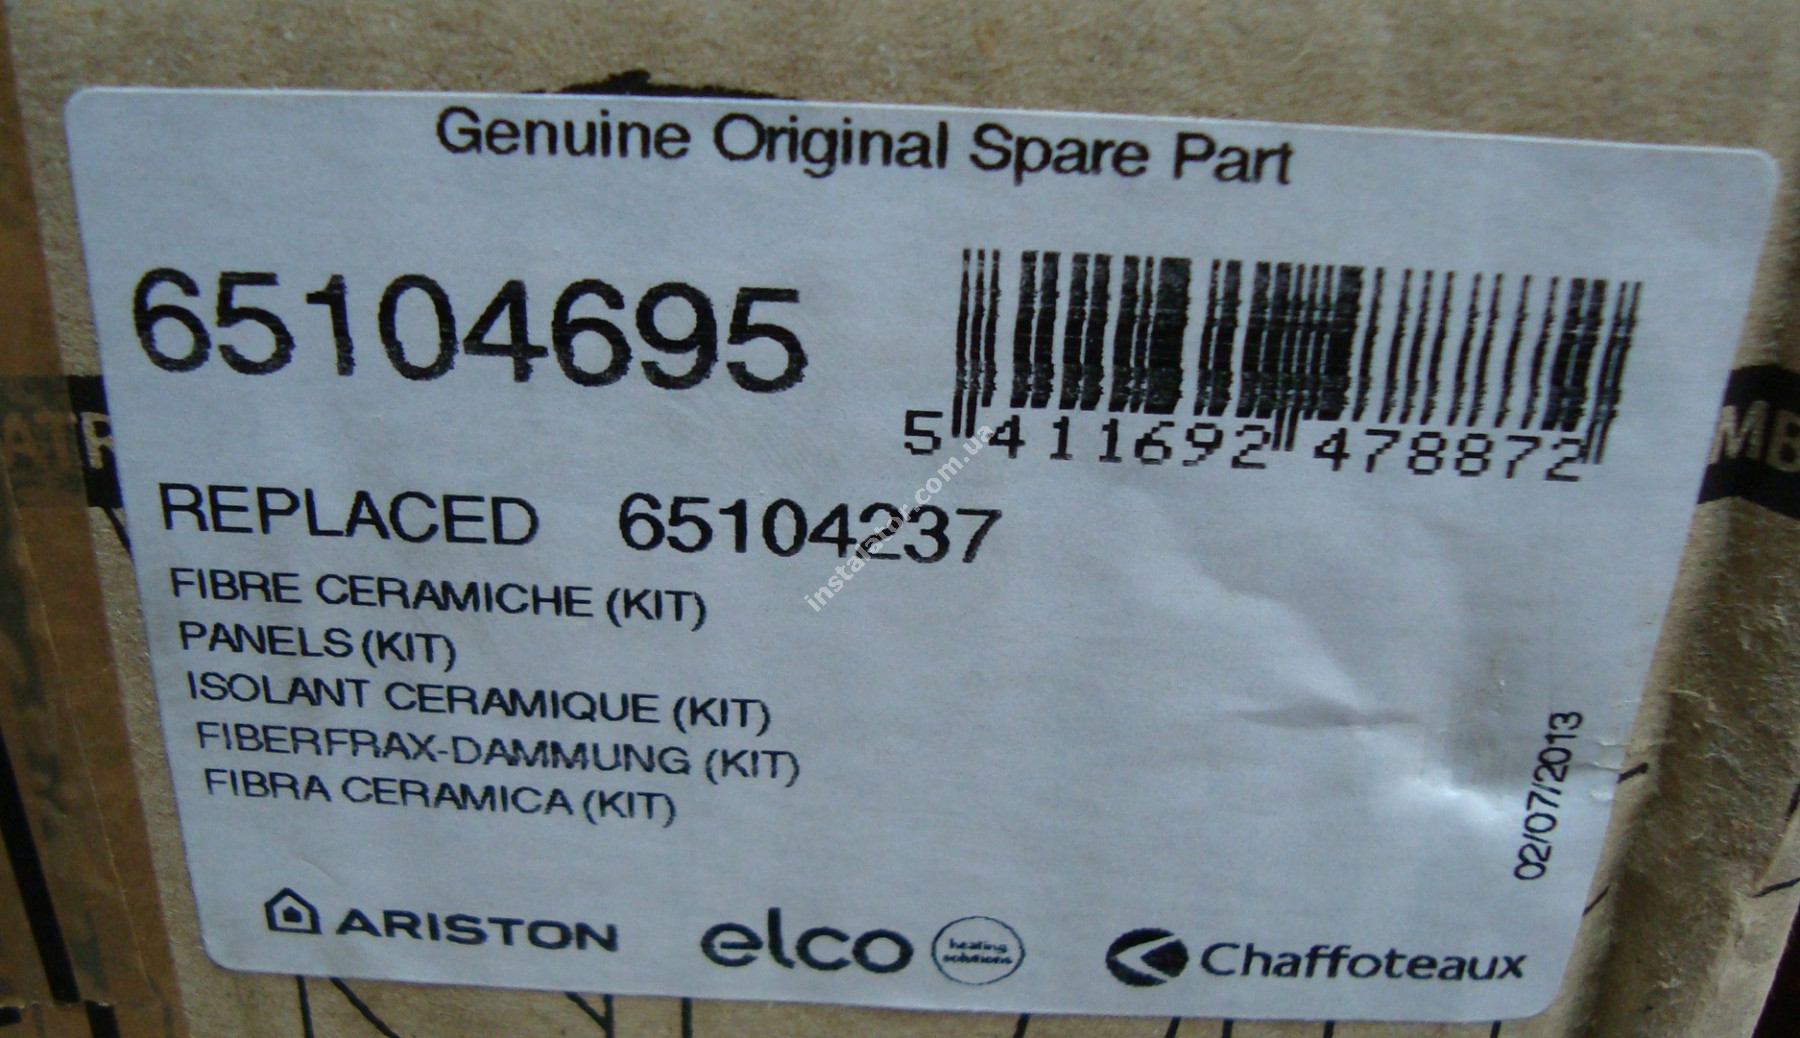 Genuine Original Spare Part
65104695
5 411692 478872
REPLACED 65104237
FIBRE CERAMICHE (KIT)
PANELS (KIT)
ISOLANT CERAMIQUE (KIT)
FIBERFRAX-DAMMUNG (KIT)
FIBRA CERAMICA (KIT)
02/07/2013
ARISTON
elco
heating
solutions
Chaffoteaux
instalshop.com.ua